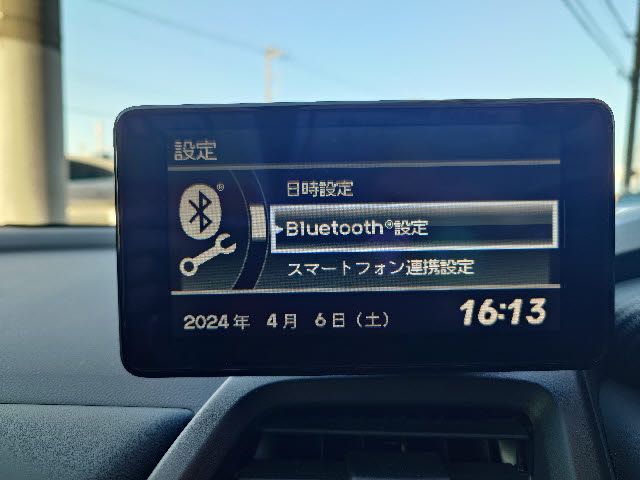 設定
日時設定
Bluetooth®設定
スマートフォン連携設定
2024年 4月 6日（土） 16:13